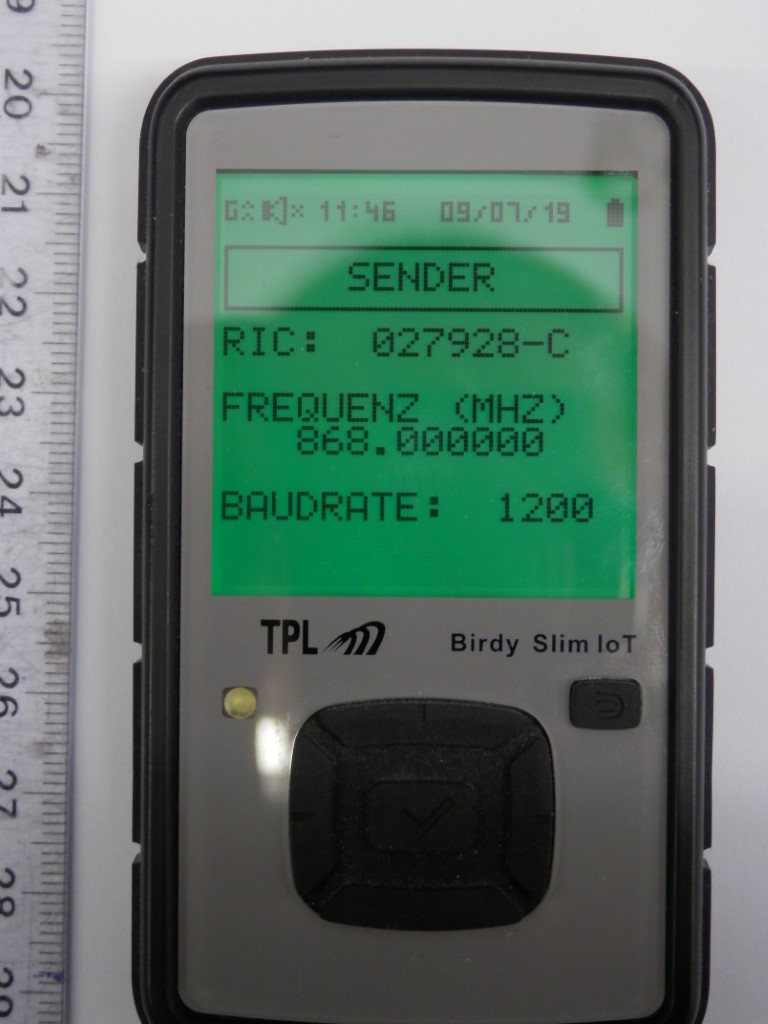 G 11:46 09/07/19
SENDER
RIC: 027928-C
FREQUENZ (MHZ)
868.000000
BAUDRATE: 1200
TPL Birdy Slim IoT
20
21
22
23
24
25
26
27
28